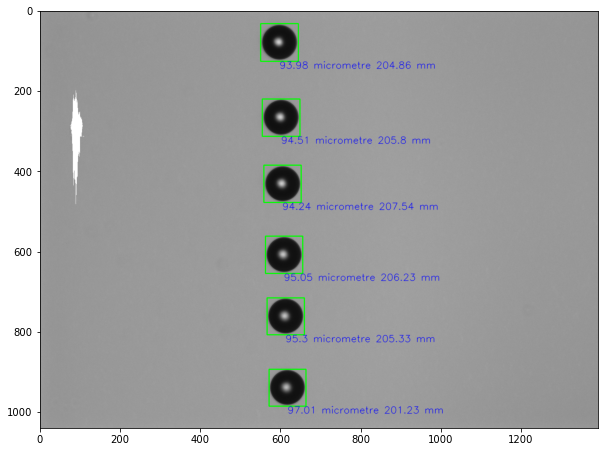 0
93.98 micrometre 204.86 mm
200
94.51 micrometre 205.8 mm
400
94.24 micrometre 207.54 mm
600
95.05 micrometre 206.23 mm
800
95.3 micrometre 205.33 mm
1000
97.01 micrometre 201.23 mm
0 200 400 600 800 1000 1200